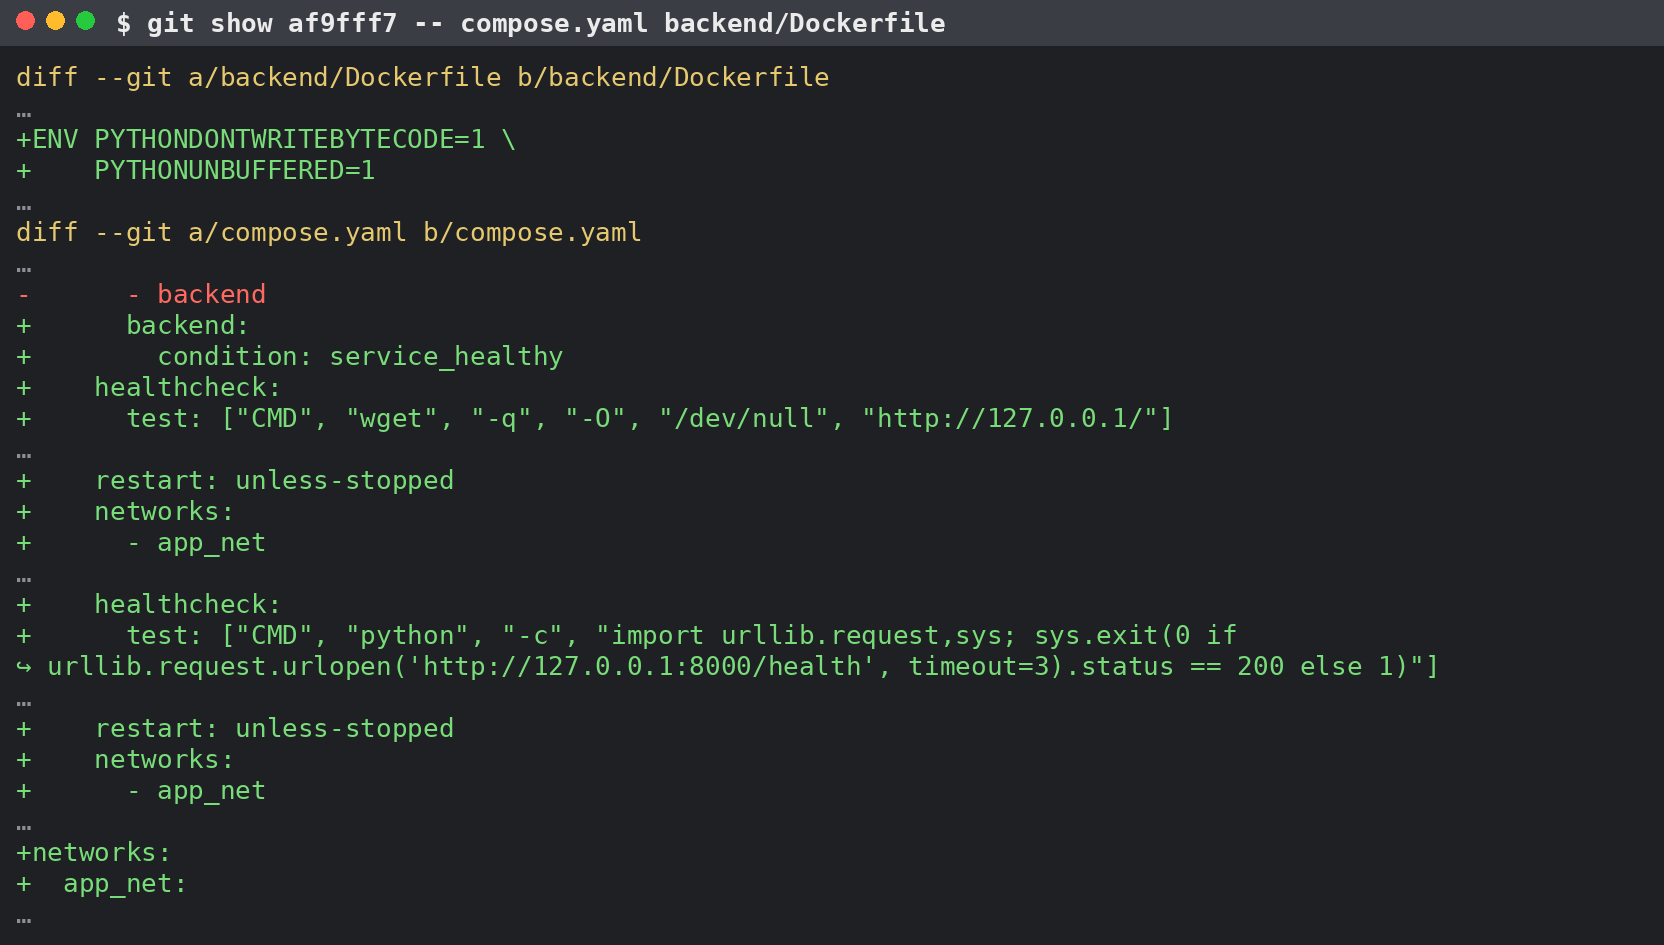 $ git show af9fff7 -- compose.yaml backend/Dockerfile
diff --git a/backend/Dockerfile b/backend/Dockerfile
…
+ENV PYTHONDONTWRITEBYTECODE=1 \
+    PYTHONUNBUFFERED=1
…
diff --git a/compose.yaml b/compose.yaml
…
-      - backend
+      backend:
+        condition: service_healthy
+    healthcheck:
+      test: ["CMD", "wget", "-q", "-O", "/dev/null", "http://127.0.0.1/"]
…
+    restart: unless-stopped
+    networks:
+      - app_net
…
+    healthcheck:
+      test: ["CMD", "python", "-c", "import urllib.request,sys; sys.exit(0 if
↪ urllib.request.urlopen('http://127.0.0.1:8000/health', timeout=3).status == 200 else 1)"]
…
+    restart: unless-stopped
+    networks:
+      - app_net
…
+networks:
+  app_net:
…